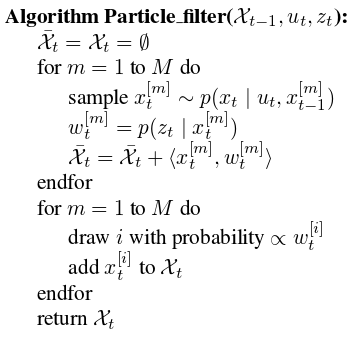 Algorithm Particle_filter(𝒳_{t−1}, u_t, z_t):
𝒳̄_t = 𝒳_t = ∅
for m = 1 to M do
sample x_t^{[m]} ∼ p(x_t | u_t, x_{t−1}^{[m]})
w_t^{[m]} = p(z_t | x_t^{[m]})
𝒳̄_t = 𝒳̄_t + ⟨x_t^{[m]}, w_t^{[m]}⟩
endfor
for m = 1 to M do
draw i with probability ∝ w_t^{[i]}
add x_t^{[i]} to 𝒳_t
endfor
return 𝒳_t